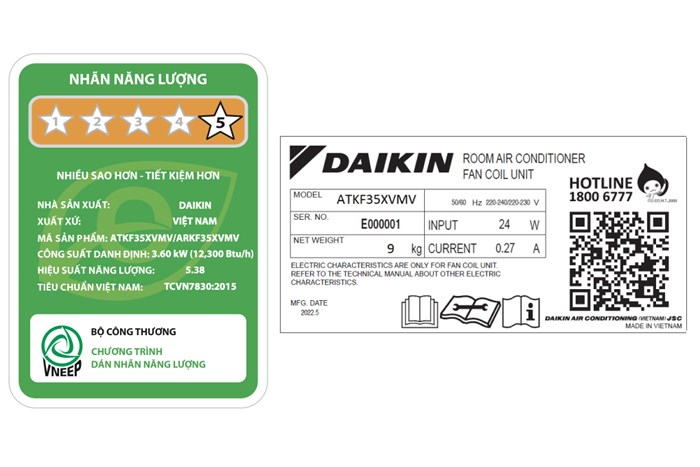 NHÃN NĂNG LƯỢNG
1 2 3 4 5
NHIỀU SAO HƠN - TIẾT KIỆM HƠN
NHÀ SẢN XUẤT: DAIKIN
XUẤT XỨ: VIỆT NAM
MÃ SẢN PHẨM: ATKF35XVMV/ARKF35XVMV
CÔNG SUẤT DANH ĐỊNH: 3.60 kW (12,300 Btu/h)
HIỆU SUẤT NĂNG LƯỢNG: 5.38
TIÊU CHUẨN VIỆT NAM: TCVN7830:2015
VNEEP
BỘ CÔNG THƯƠNG
CHƯƠNG TRÌNH
DÁN NHÃN NĂNG LƯỢNG
DAIKIN
ROOM AIR CONDITIONER
FAN COIL UNIT
MODEL ATKF35XVMV 50/60 Hz 220-240/220-230 V
SER. NO. E000001 INPUT 24 W
NET WEIGHT 9 kg CURRENT 0.27 A
ELECTRIC CHARACTERISTICS ARE ONLY FOR FAN COIL UNIT.
REFER TO THE TECHNICAL MANUAL ABOUT OTHER ELECTRIC
CHARACTERISTICS.
MFG. DATE
2022.5
HOTLINE
1800 6777
DAIKIN AIR CONDITIONING (VIETNAM) JSC
MADE IN VIETNAM